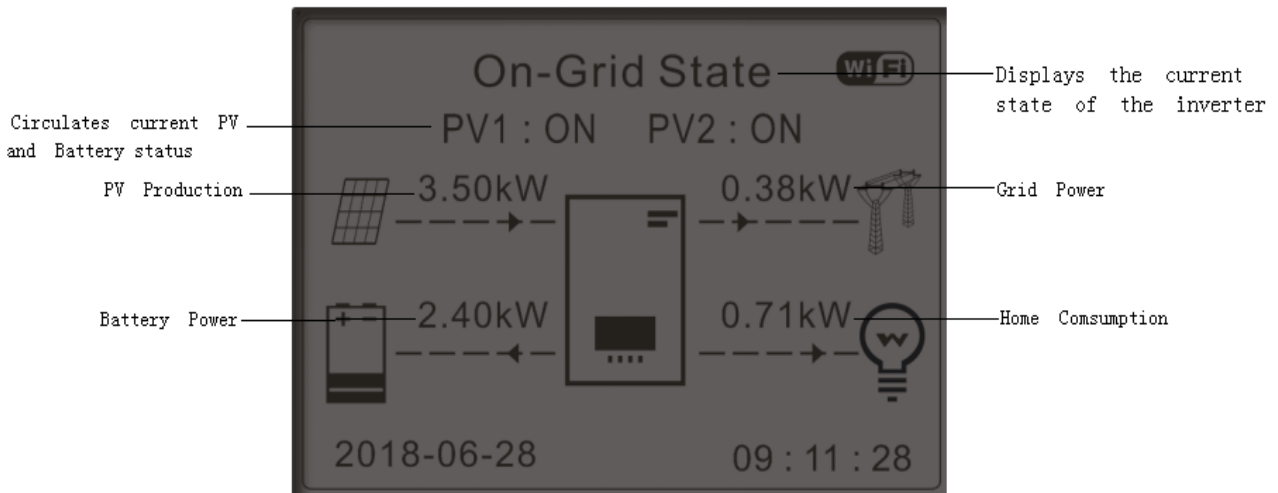 On-Grid State
WiFi
Displays the current
state of the inverter
Circulates current PV
and Battery status
PV1 : ON PV2 : ON
PV Production
3.50kW
0.38kW
Grid Power
Battery Power
+ -
2.40kW
0.71kW
Home Comsumption
W
2018-06-28
09 : 11 : 28